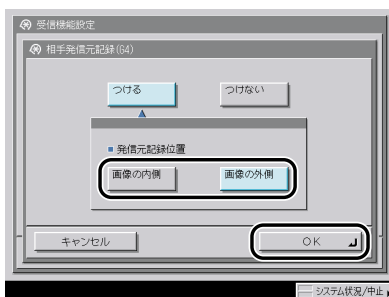 受信機能設定
相手発信元記録(G4)
つける
つけない
■ 発信元記録位置
画像の内側
画像の外側
キャンセル
OK
システム状況/中止